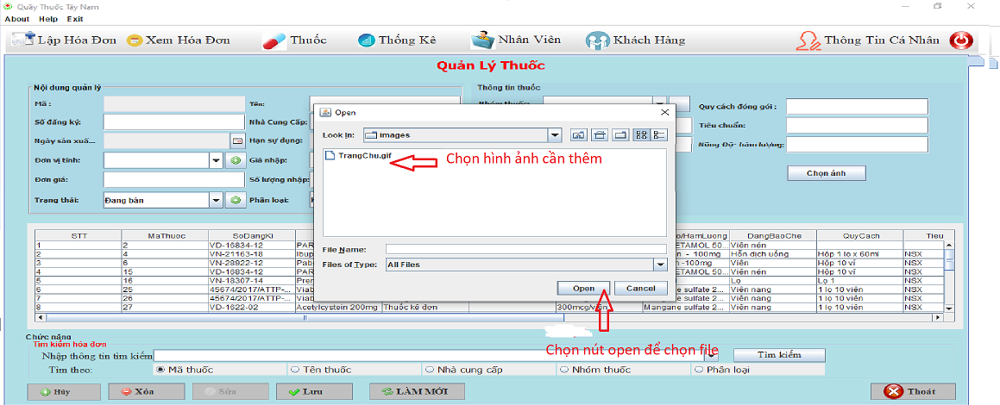 Quầy Thuốc Tây Nam
About Help Exit
Lập Hóa Đơn Xem Hóa Đơn Thuốc Thống Kê Nhân Viên Khách Hàng Thông Tin Cá Nhân
Quản Lý Thuốc
Nội dung quản lý
Mã :
Tên:
Số đăng ký:
Nhà Cung Cấp:
Ngày sản xuấ...
Hạn sự dụng:
Đơn vị tính:
Giá nhập:
Đơn giá:
Số lượng nhập:
Trạng thái: Đang bán
Phân loại:
Thông tin thuốc
Nhóm thuốc:
Quy cách đóng gói :
Tiêu chuẩn:
Nồng Độ- hàm lượng:
Chọn ảnh
Open
Look In: images
TrangChu.gif
Chọn hình ảnh cần thêm
File Name:
Files of Type: All Files
Open Cancel
Chọn nút open để chọn file
STT MaThuoc SoDangKi o/HamLuong DangBaoChe QuyCach Tieu
1 2 VD-16834-12 PAR ETAMOL 50... Viên nén NSX
2 4 VN-21163-18 Ibup n - 100mg Hỗn dịch uống Hộp 1 lọ x 60ml NSX
3 6 VN-28922-12 Pab -100mg Viên Hộp 10 vỉ NSX
4 15 VD-16834-12 PAR ETAMOL 50... Viên nén Hộp 10 vỉ NSX
5 16 VN-18307-14 Prer Lọ Lọ 1 NSX
6 25 45674/2017/ATTP-... Viab e sulfate 2... Viên nang 1 lọ 10 viên NSX
7 26 45674/2017/ATTP-... Viab e sulfate 2... Viên nang 1 lọ 10 viên NSX
8 27 VD-1622-02 Acetylcystein 200mg Thuốc kê đơn 300mcg/viên Mangane sulfate 2... Viên nang 1 lọ 10 viên NSX
Chức năng
Tìm kiếm hóa đơn
Nhập thông tin tìm kiếm
Tìm kiếm
Tìm theo: Mã thuốc Tên thuốc Nhà cung cấp Nhóm thuốc Phân loại
Hủy Xóa Sửa Lưu LÀM MỚI Thoát